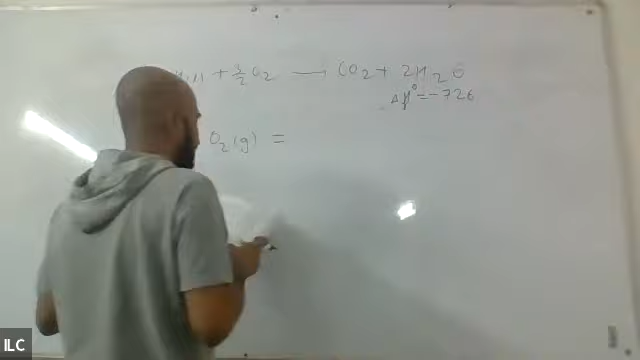 + 3/2 O2 → CO2 + 2H2O
ΔH° = -726
O2(g) =
ILC